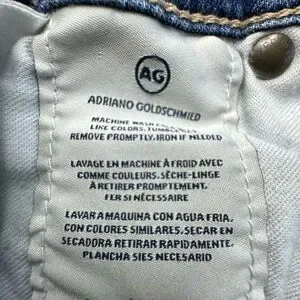 AG
ADRIANO GOLDSCHMIED
MACHINE WASH
LIKE COLORS, TUMBLE
REMOVE PROMPTLY. IRON IF NEEDED
LAVAGE EN MACHINE À FROID AVEC
COMME COULEURS. SÈCHE-LINGE
À RETIRER PROMPTEMENT.
FER SI NÉCESSAIRE
LAVAR A MAQUINA CON AGUA FRIA.
CON COLORES SIMILARES. SECAR EN
SECADORA RETIRAR RAPIDAMENTE.
PLANCHA SIES NECESARIO